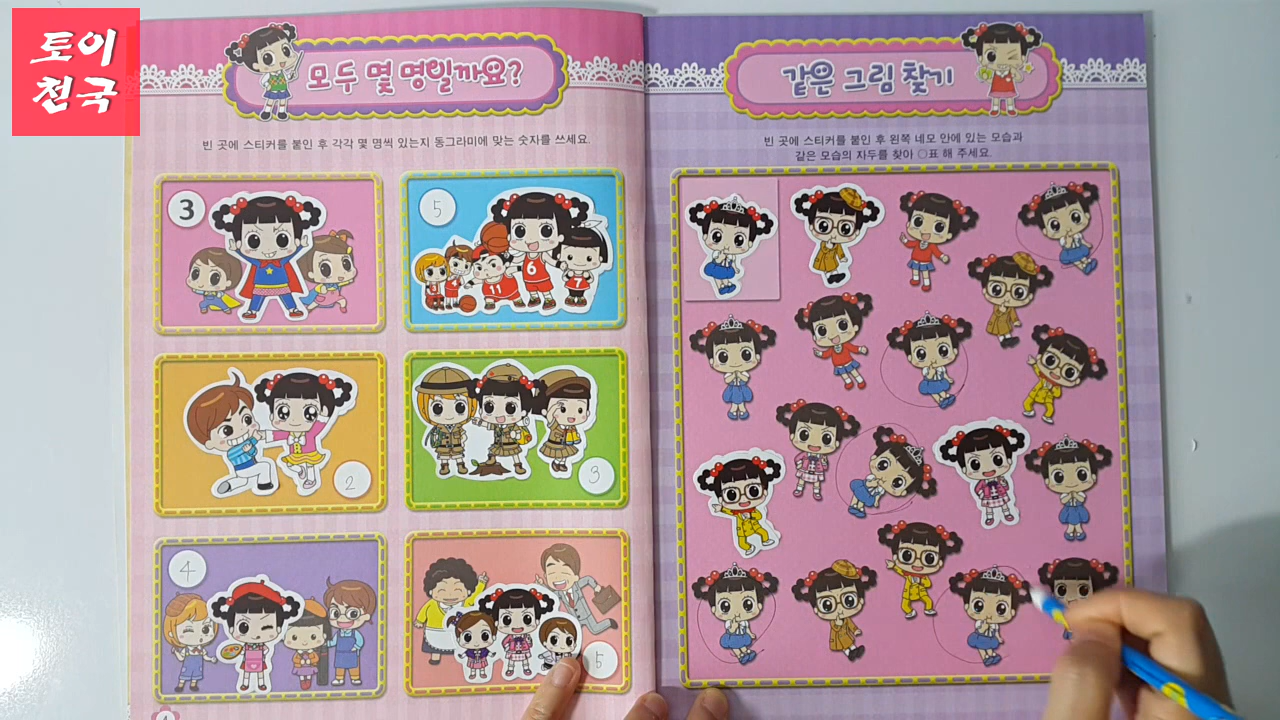 토이
천국
모두 몇 명일까요?
빈 곳에 스티커를 붙인 후 각각 몇 명씩 있는지 동그라미에 맞는 숫자를 쓰세요.
3
5
6
11
7
2
3
4
5
같은 그림 찾기
빈 곳에 스티커를 붙인 후 왼쪽 네모 안에 있는 모습과
같은 모습의 자두를 찾아 ○표 해 주세요.